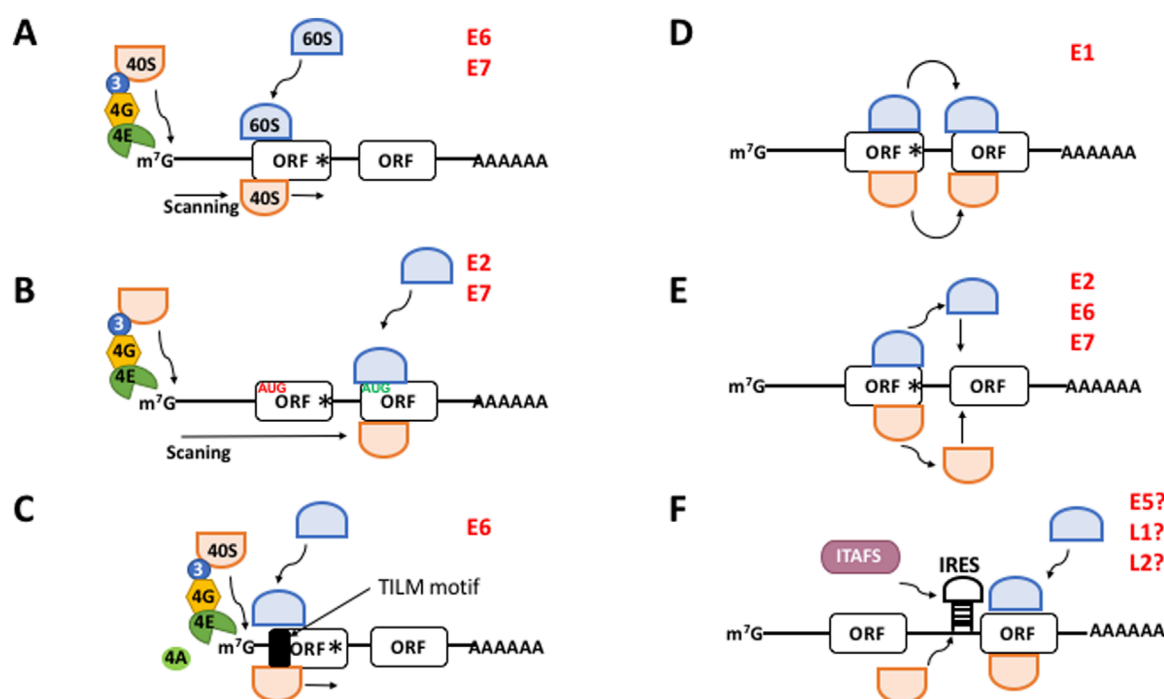 A
40S
3
4G
4E
60S
60S
E6
E7
m⁷G
ORF *
ORF
AAAAAA
Scanning
40S
B
3
4G
4E
E2
E7
m⁷G
AUG
ORF *
AUG
ORF
AAAAAA
Scaning
C
40S
3
4G
4E
4A
E6
TILM motif
m⁷G
ORF *
ORF
AAAAAA
D
E1
m⁷G
ORF *
ORF
AAAAAA
E
E2
E6
E7
m⁷G
ORF *
ORF
AAAAAA
F
E5?
L1?
L2?
ITAFS
IRES
m⁷G
ORF
ORF
AAAAAA